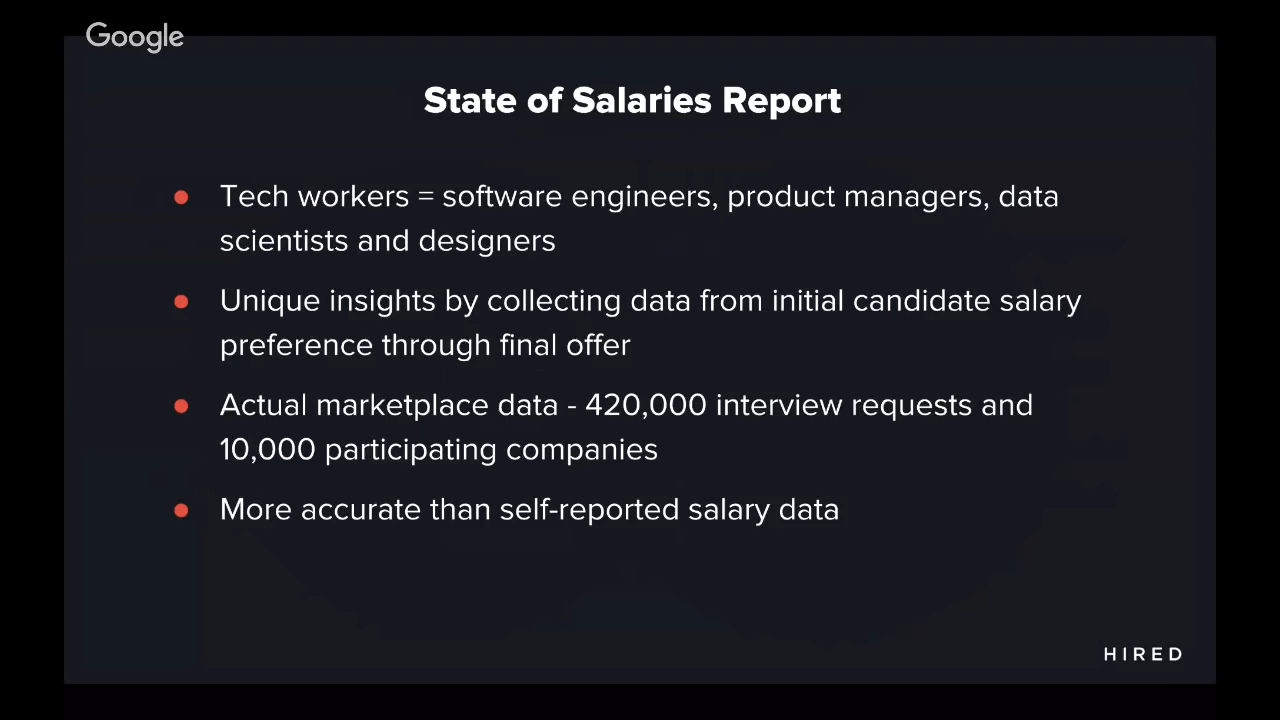 Google
State of Salaries Report
● Tech workers = software engineers, product managers, data
scientists and designers
● Unique insights by collecting data from initial candidate salary
preference through final offer
● Actual marketplace data - 420,000 interview requests and
10,000 participating companies
● More accurate than self-reported salary data
HIRED